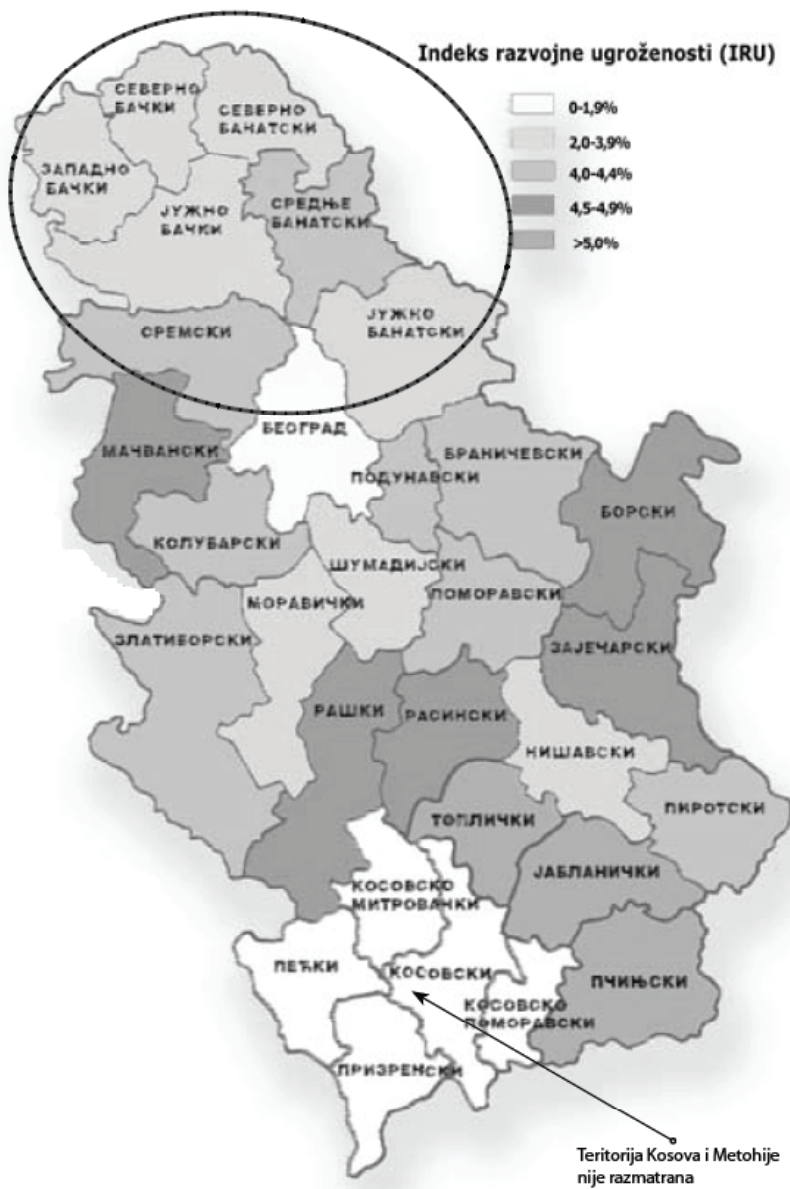 Indeks razvojne ugroženosti (IRU)
0-1,9%
2,0-3,9%
4,0-4,4%
4,5-4,9%
>5,0%
СЕВЕРНО
БАЧКИ
СЕВЕРНО
БАНАТСКИ
ЗАПАДНО
БАЧКИ
ЈУЖНО
БАЧКИ
СРЕДЊЕ
БАНАТСКИ
СРЕМСКИ
ЈУЖНО
БАНАТСКИ
БЕОГРАД
МАЧВАНСКИ
ПОДУНАВСКИ
БРАНИЧЕВСКИ
БОРСКИ
КОЛУБАРСКИ
ШУМАДИЈСКИ
МОРАВИЧКИ
ПОМОРАВСКИ
ЗЛАТИБОРСКИ
ЗАЈЕЧАРСКИ
РАШКИ
РАСИНСКИ
НИШАВСКИ
ПИРОТСКИ
ТОПЛИЧКИ
ЈАБЛАНИЧКИ
КОСОВСКО
МИТРОВАЧКИ
ПЕЋКИ
КОСОВСКИ
ПЧИЊСКИ
КОСОВСКО
ПОМОРАВСКИ
ПРИЗРЕНСКИ
Teritorija Kosova i Metohije
nije razmatrana